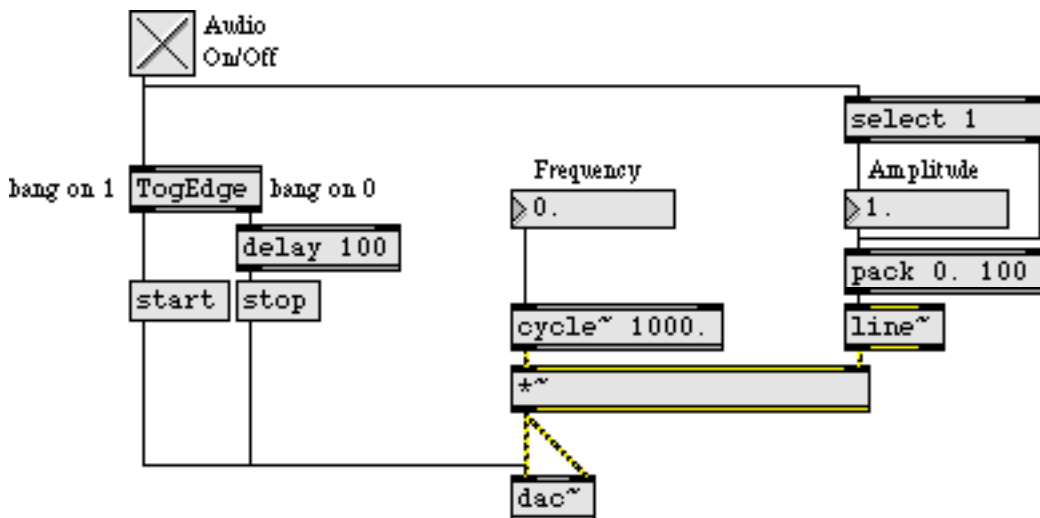 Audio
On/Off
select 1
Frequency
Amplitude
bang on 1
TogEdge
bang on 0
0.
1.
delay 100
pack 0. 100
start
stop
cycle~ 1000.
line~
*~
dac~